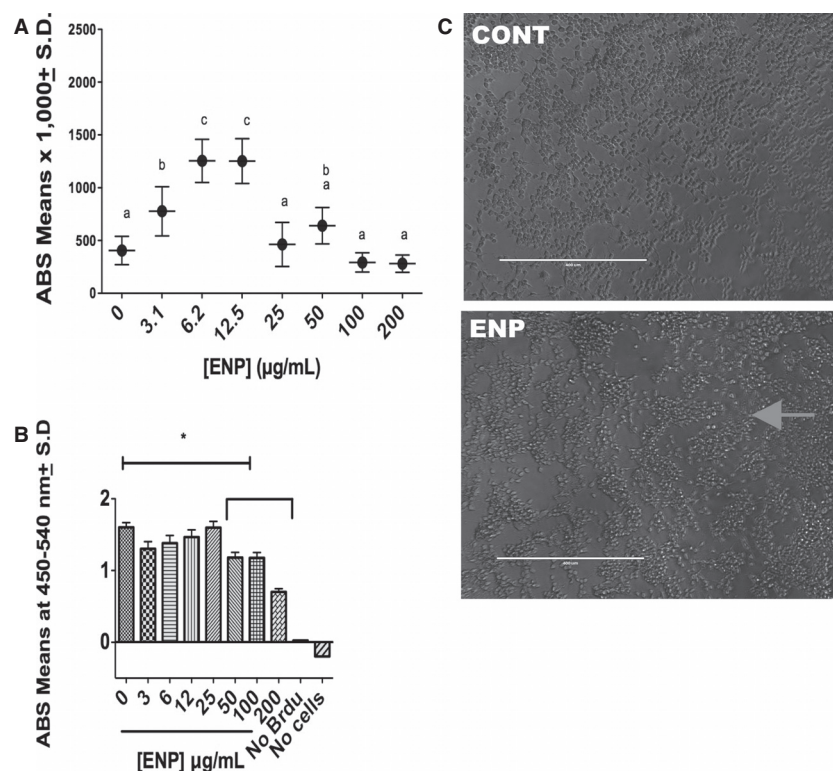 A
ABS Means x 1,000± S.D.
2500
2000
1500
1000
500
0
a
b
c
c
a
b
a
a
a
0
3.1
6.2
12.5
25
50
100
200
[ENP] (µg/mL)
B
ABS Means at 450-540 nm± S.D
*
2
1
0
0
3
6
12
25
50
100
200
No Brdu
No cells
[ENP] µg/mL
C
CONT
ENP